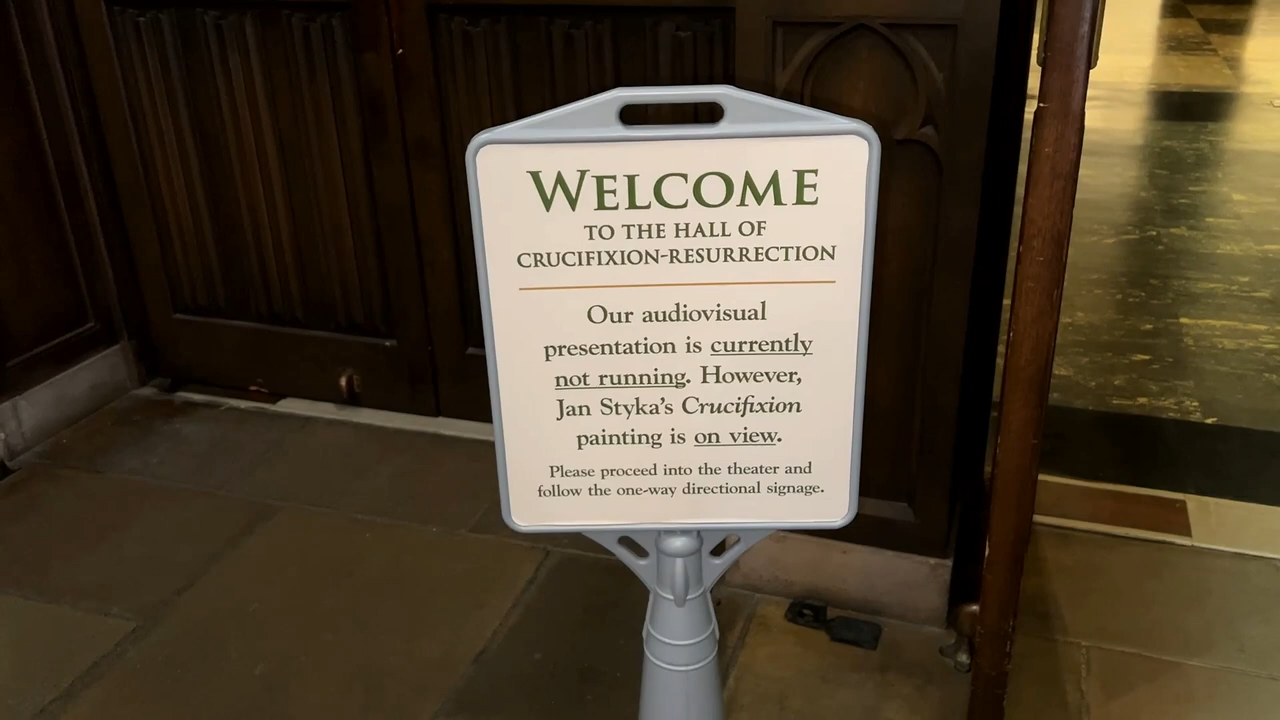 WELCOME
TO THE HALL OF
CRUCIFIXION-RESURRECTION
Our audiovisual
presentation is currently
not running. However,
Jan Styka's Crucifixion
painting is on view.
Please proceed into the theater and
follow the one-way directional signage.